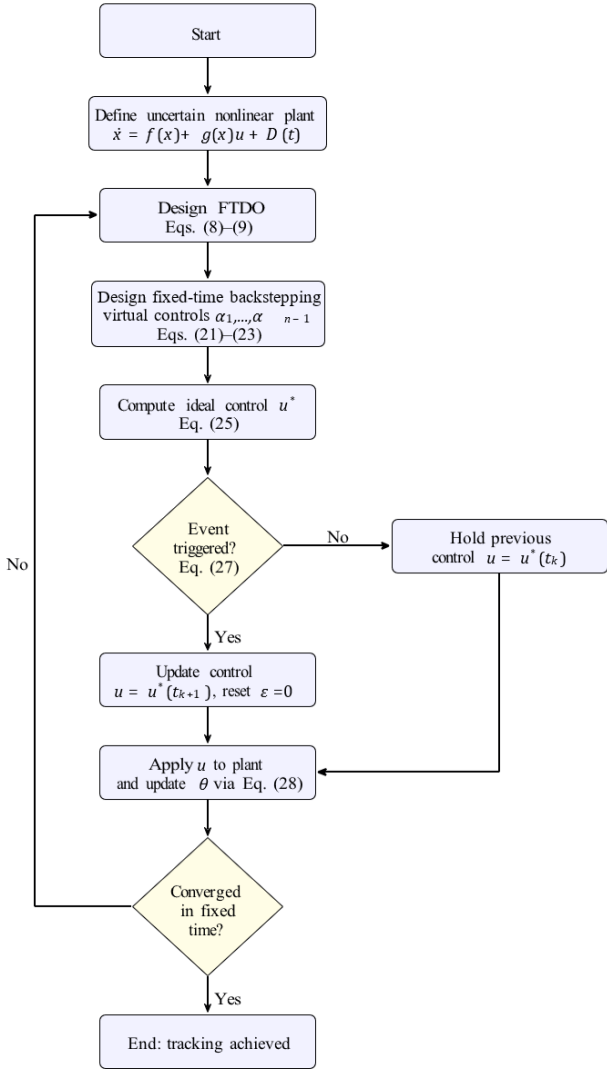 Start
Define uncertain nonlinear plant
ẋ = f(x)+ g(x)u + D(t)
Design FTDO
Eqs. (8)–(9)
Design fixed-time backstepping
virtual controls α₁,...,α n−1
Eqs. (21)–(23)
Compute ideal control u*
Eq. (25)
Event
triggered?
Eq. (27)
No
Hold previous
control u = u*(tₖ)
No
Yes
Update control
u = u*(tₖ₊₁), reset ε=0
Apply u to plant
and update θ via Eq. (28)
Converged
in fixed
time?
Yes
End: tracking achieved